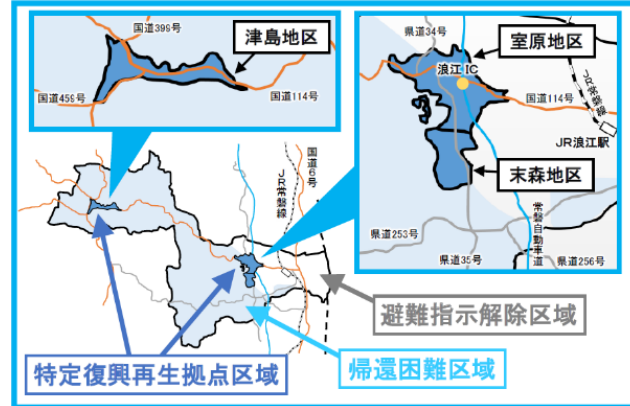 国道399号
津島地区
国道459号
国道114号
県道34号
室原地区
浪江 IC
国道114号
JR常磐線
JR浪江駅
末森地区
常磐自動車道
県道253号
県道35号
県道256号
国道6号
JR常磐線
避難指示解除区域
帰還困難区域
特定復興再生拠点区域